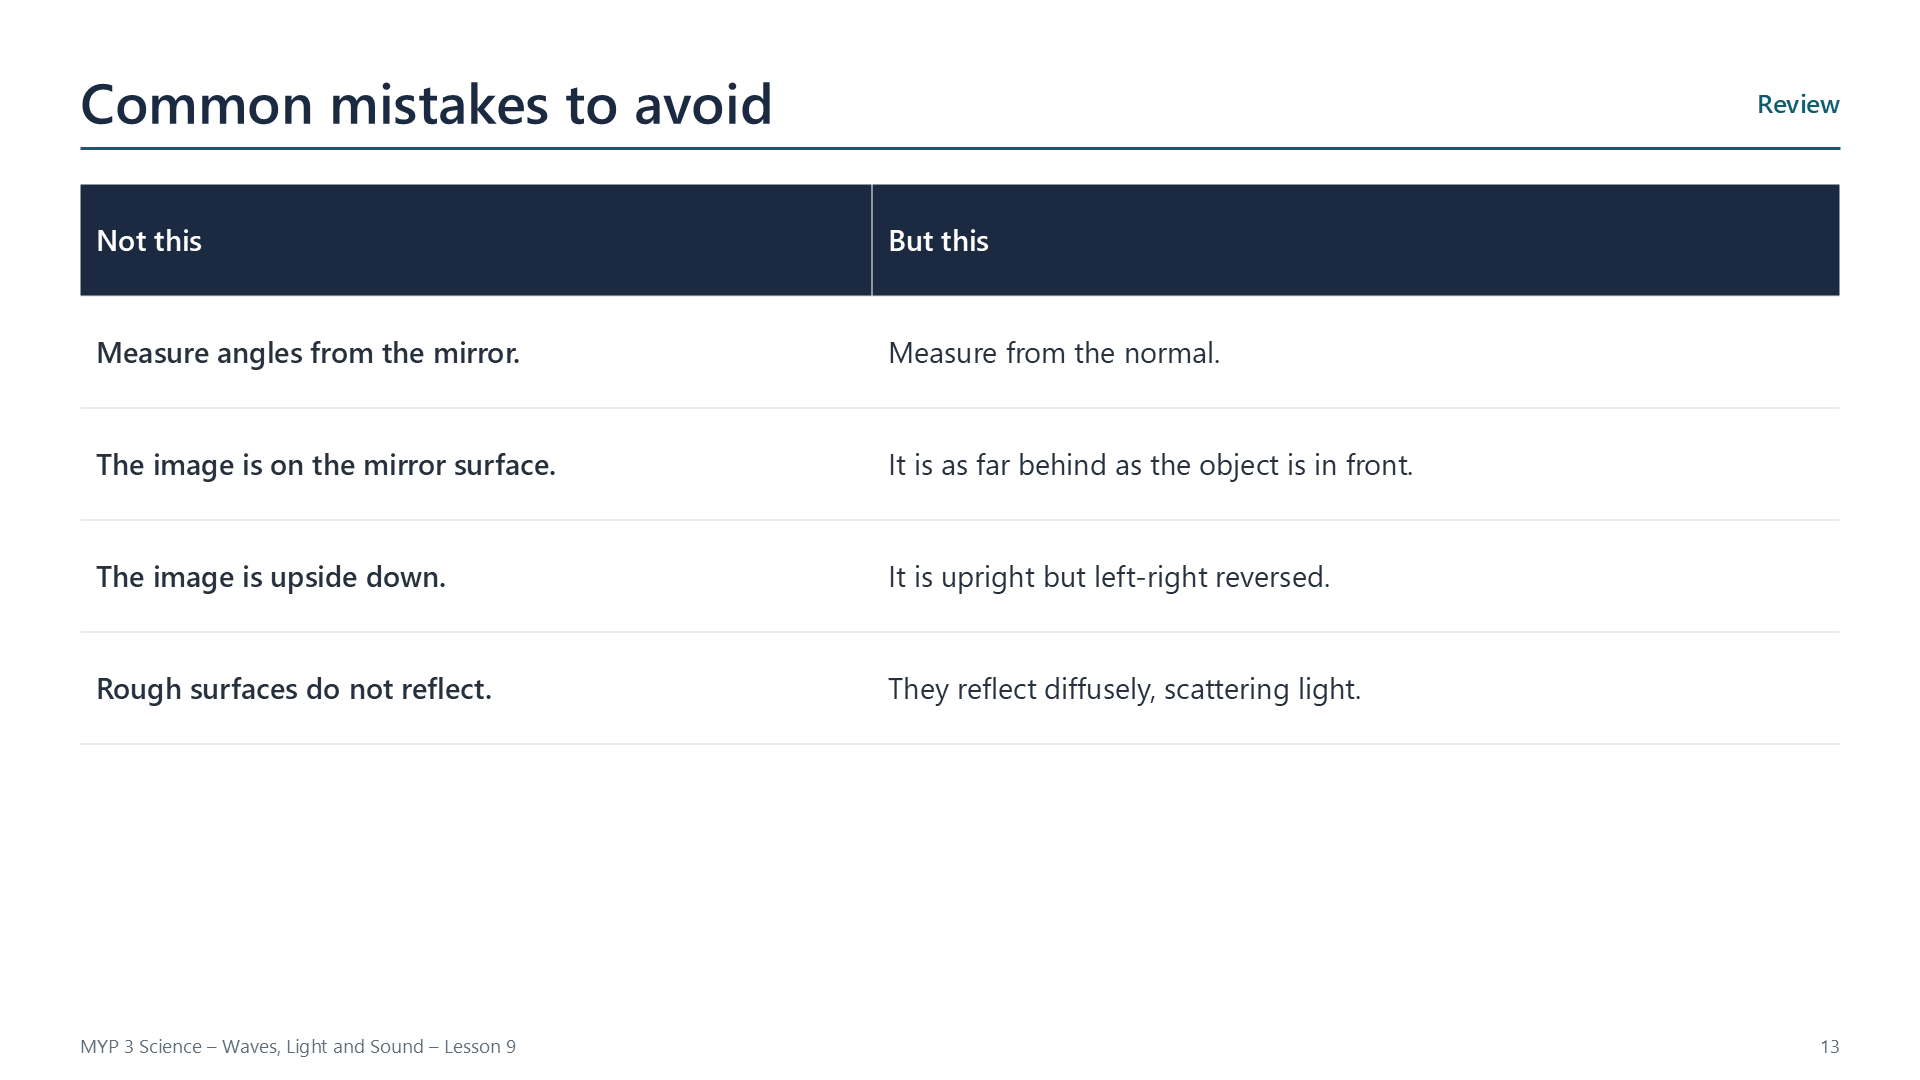 Common mistakes to avoid
Review
Not this
But this
Measure angles from the mirror.
Measure from the normal.
The image is on the mirror surface.
It is as far behind as the object is in front.
The image is upside down.
It is upright but left-right reversed.
Rough surfaces do not reflect.
They reflect diffusely, scattering light.
MYP 3 Science – Waves, Light and Sound – Lesson 9
13